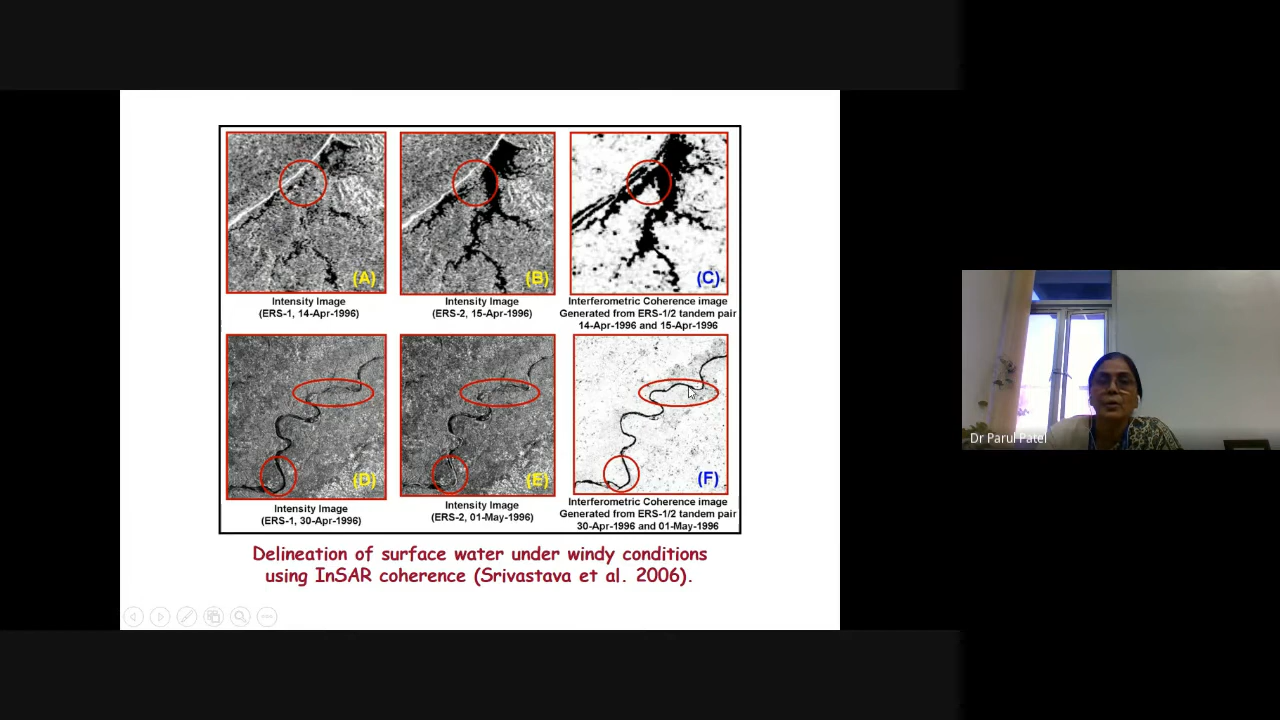 (A)
(B)
(C)
Intensity Image
(ERS-1, 14-Apr-1996)
Intensity Image
(ERS-2, 15-Apr-1996)
Interferometric Coherence image
Generated from ERS-1/2 tandem pair
14-Apr-1996 and 15-Apr-1996
(D)
(E)
(F)
Intensity Image
(ERS-1, 30-Apr-1996)
Intensity Image
(ERS-2, 01-May-1996)
Interferometric Coherence image
Generated from ERS-1/2 tandem pair
30-Apr-1996 and 01-May-1996
Delineation of surface water under windy conditions
using InSAR coherence (Srivastava et al. 2006).
Dr Parul Patel